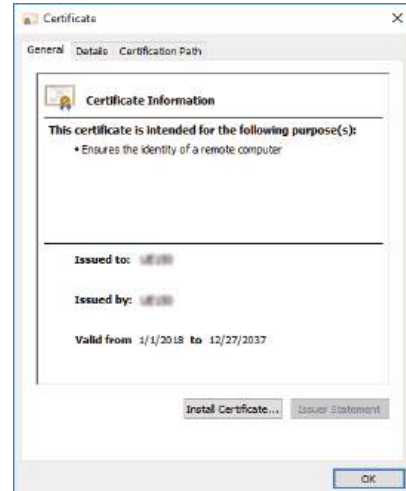 Certificate
General Details Certification Path
Certificate Information
This certificate is intended for the following purpose(s):
• Ensures the identity of a remote computer
Issued to:
Issued by:
Valid from 1/1/2018 to 12/27/2037
Install Certificate...
Issuer Statement
OK